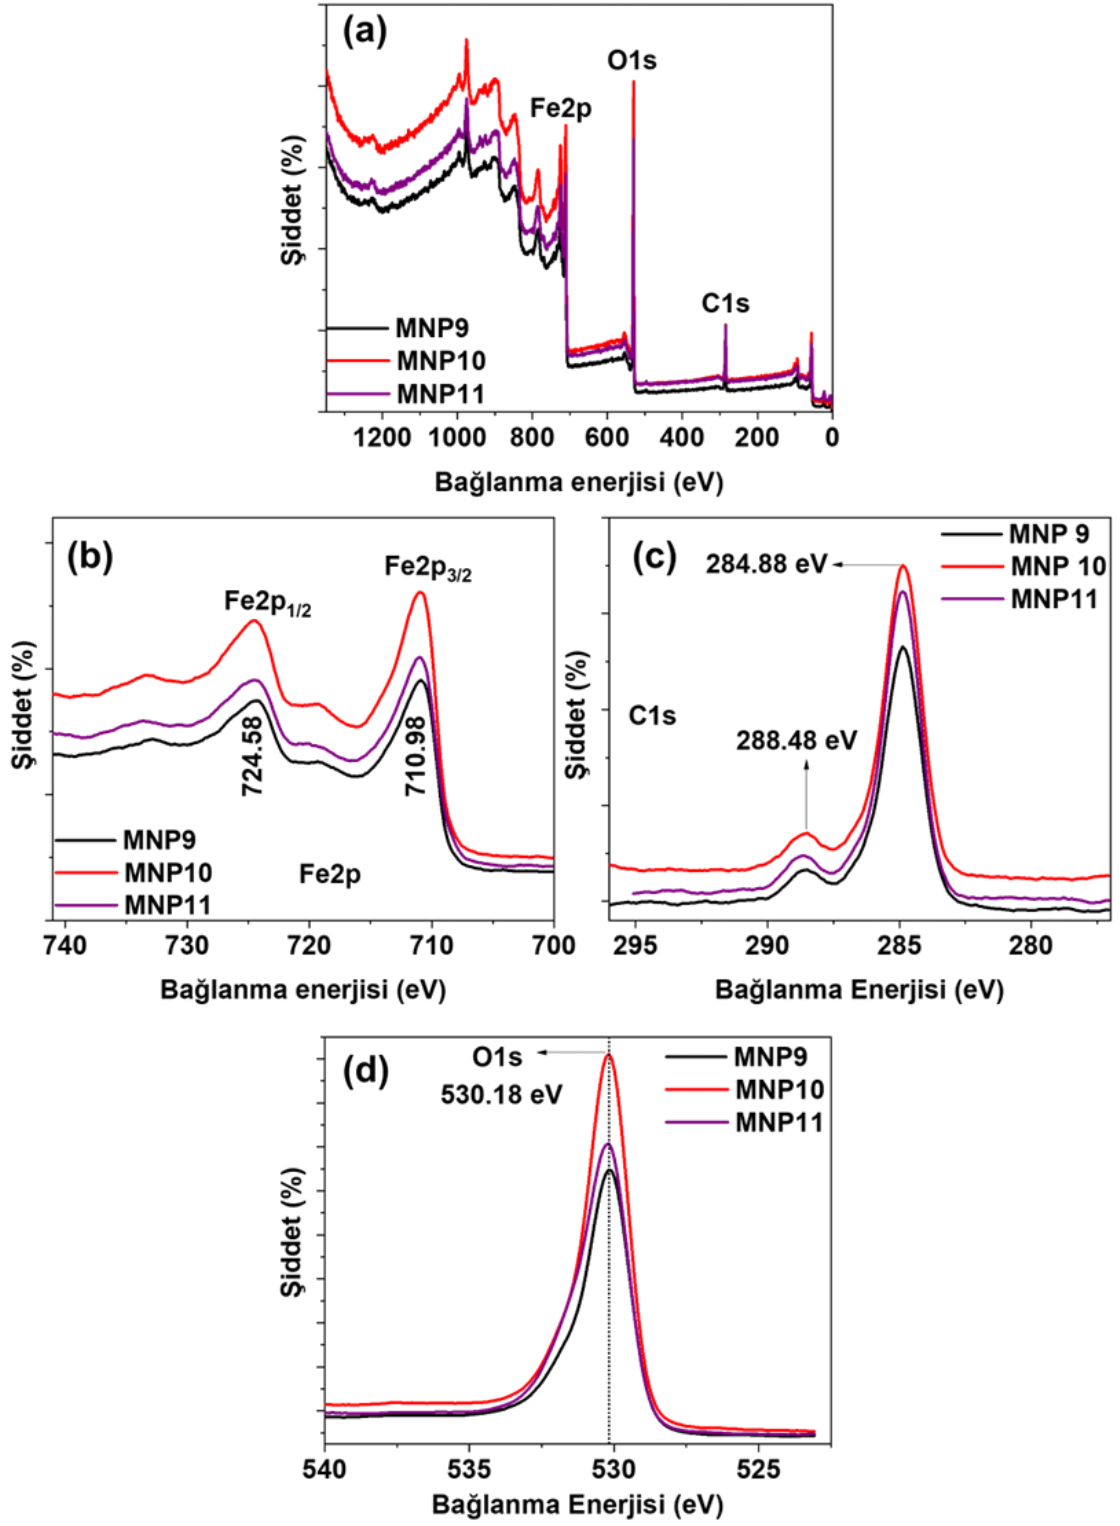 (a)
O1s
Fe2p
C1s
Şiddet (%)
MNP9
MNP10
MNP11
1200 1000 800 600 400 200 0
Bağlanma enerjisi (eV)
(b)
Fe2p3/2
Fe2p1/2
Şiddet (%)
724.58
710.98
MNP9
MNP10
MNP11
Fe2p
740 730 720 710 700
Bağlanma enerjisi (eV)
(c)
MNP 9
MNP 10
MNP11
284.88 eV
C1s
288.48 eV
Şiddet (%)
295 290 285 280
Bağlanma Enerjisi (eV)
(d)
O1s
530.18 eV
MNP9
MNP10
MNP11
Şiddet (%)
540 535 530 525
Bağlanma Enerjisi (eV)